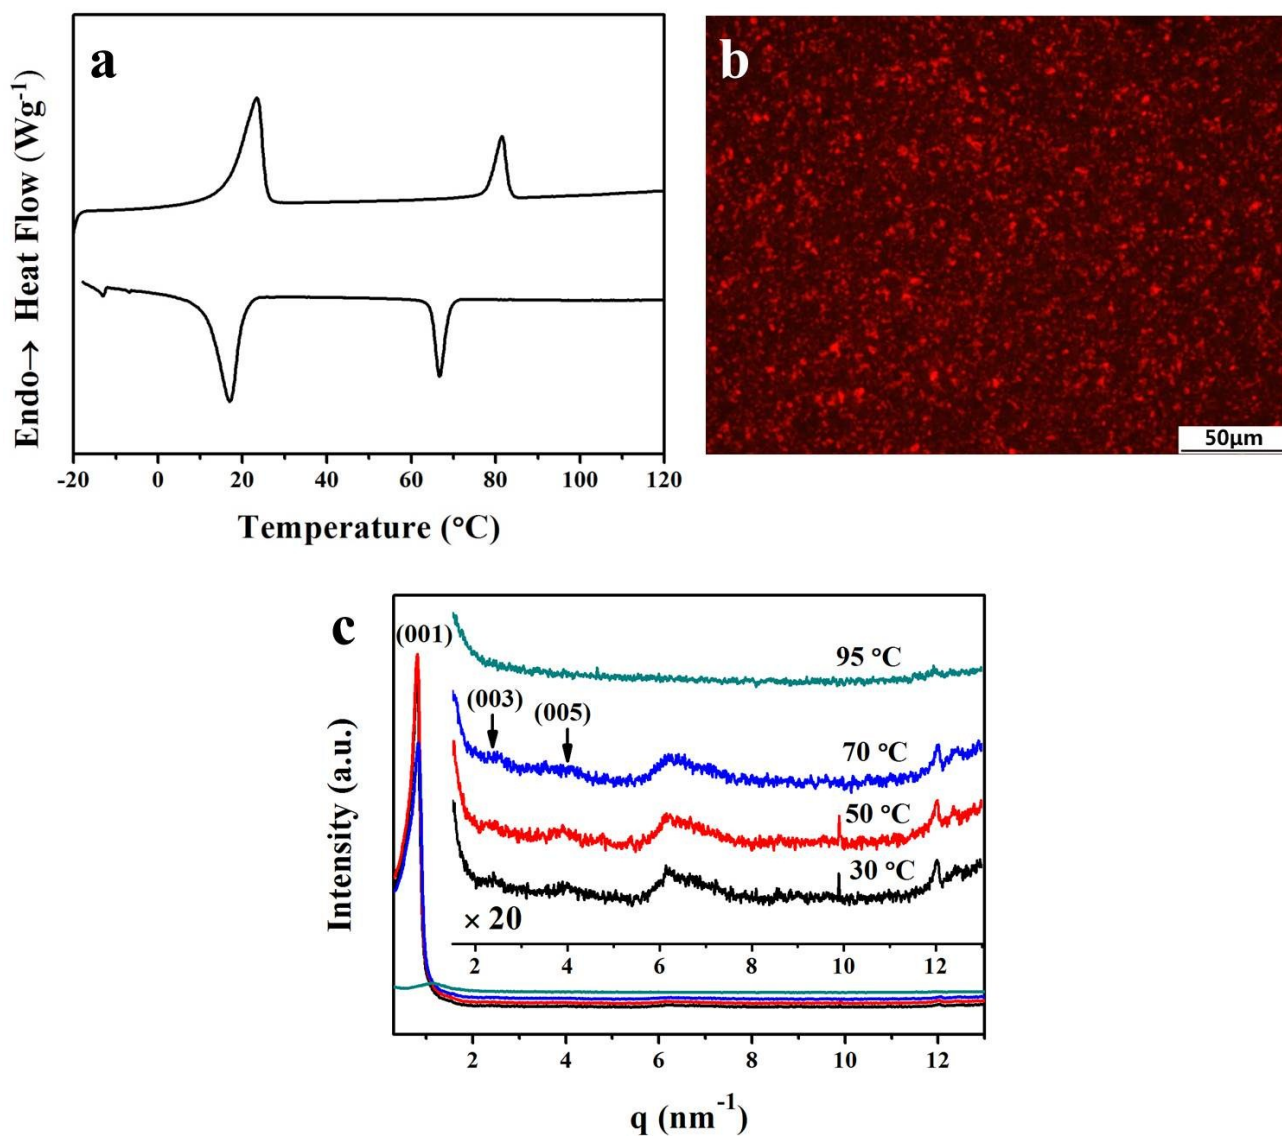 a
Endo→ Heat Flow (Wg⁻¹)
-20 0 20 40 60 80 100 120
Temperature (°C)
b
50μm
c
(001)
95 °C
(003)
(005)
70 °C
50 °C
30 °C
× 20
2 4 6 8 10 12
Intensity (a.u.)
2 4 6 8 10 12
q (nm⁻¹)